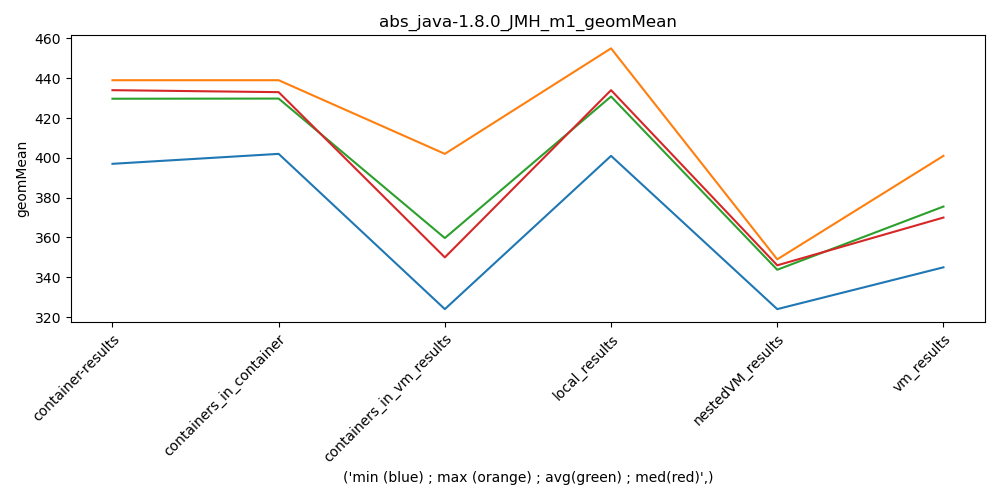 abs_java-1.8.0_JMH_m1_geomMean
460
440
420
400
380
360
340
320
geomMean
container-results
containers_in_container
containers_in_vm_results
local_results
nestedVM_results
vm_results
('min (blue) ; max (orange) ; avg(green) ; med(red)',)